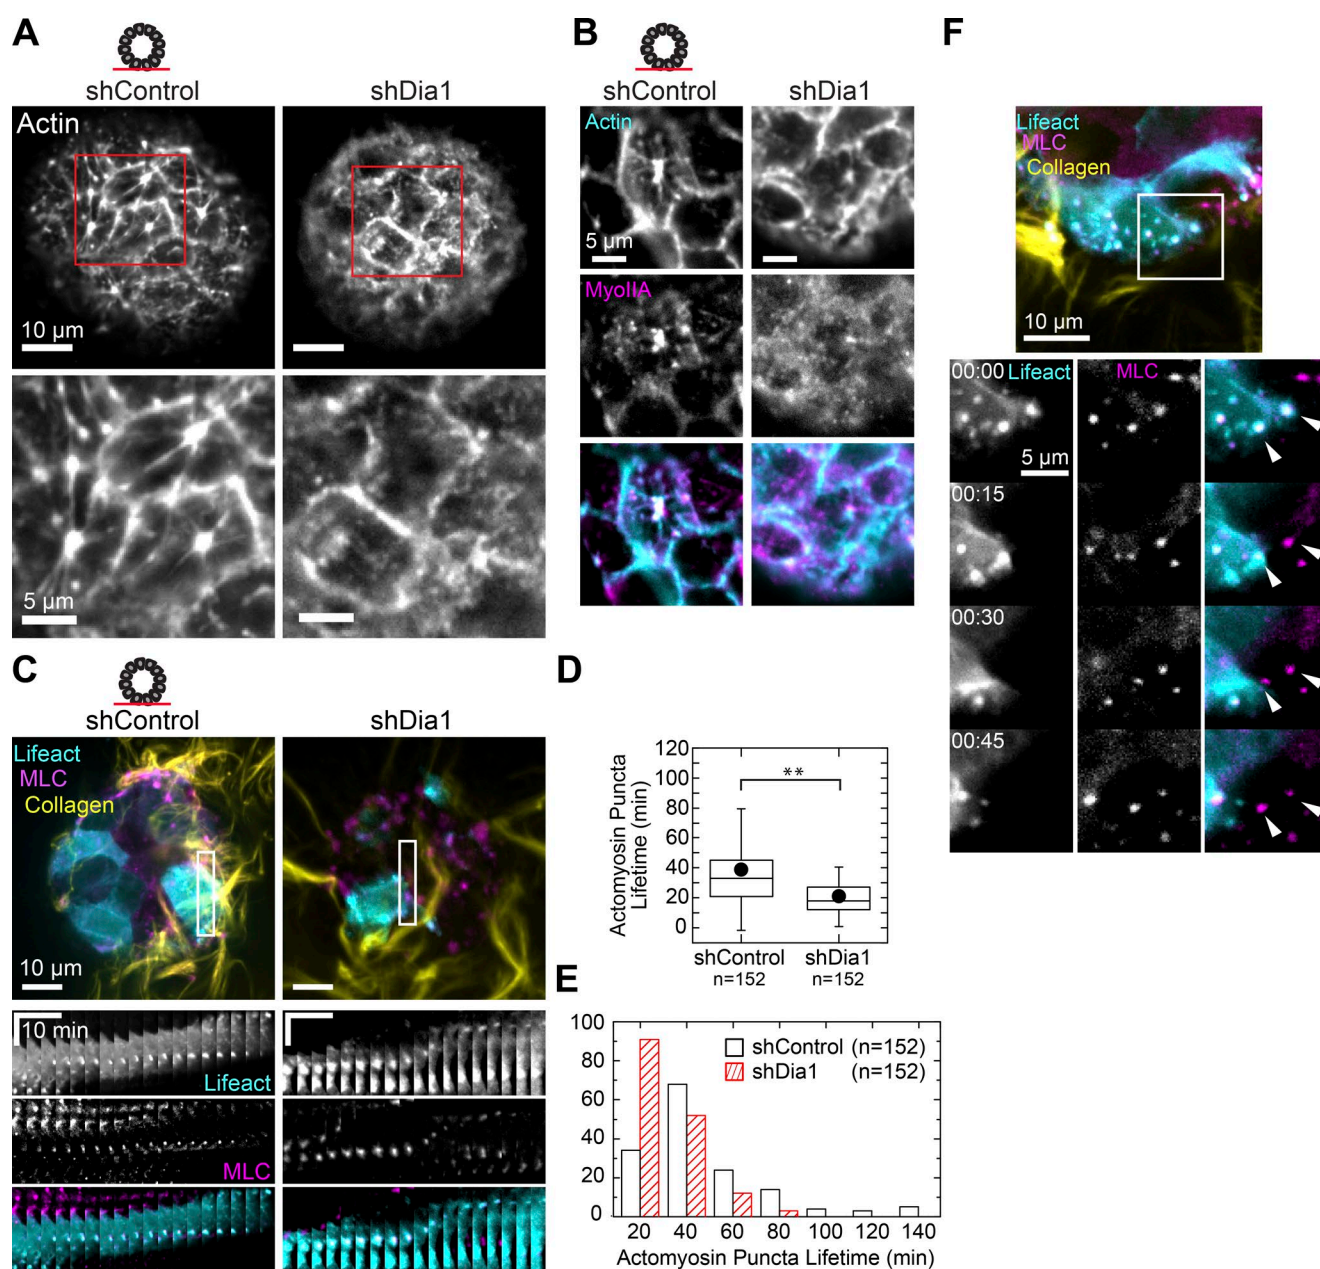 A
shControl
shDia1
Actin
10 µm
5 µm
B
shControl
shDia1
Actin
5 µm
MyoIIA
C
shControl
shDia1
Lifeact
MLC
Collagen
10 µm
10 min
Lifeact
MLC
D
Actomyosin Puncta
Lifetime (min)
120
100
80
60
40
20
0
**
shControl
n=152
shDia1
n=152
E
100
80
60
40
20
0
shControl (n=152)
shDia1 (n=152)
20 40 60 80 100 120 140
Actomyosin Puncta Lifetime (min)
F
Lifeact
MLC
Collagen
10 µm
00:00 Lifeact MLC
5 µm
00:15
00:30
00:45